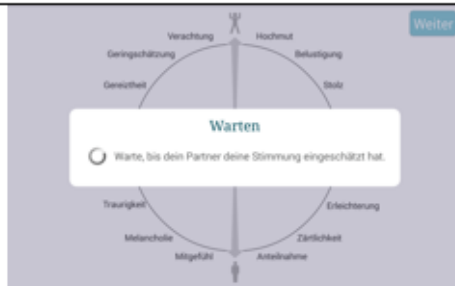 Weiter
Verachtung
Hochmut
Geringschätzung
Belustigung
Gereiztheit
Stolz
Warten
Warte, bis dein Partner deine Stimmung eingeschätzt hat.
Traurigkeit
Erleichterung
Melancholie
Zärtlichkeit
Mitgefühl
Anteilnahme